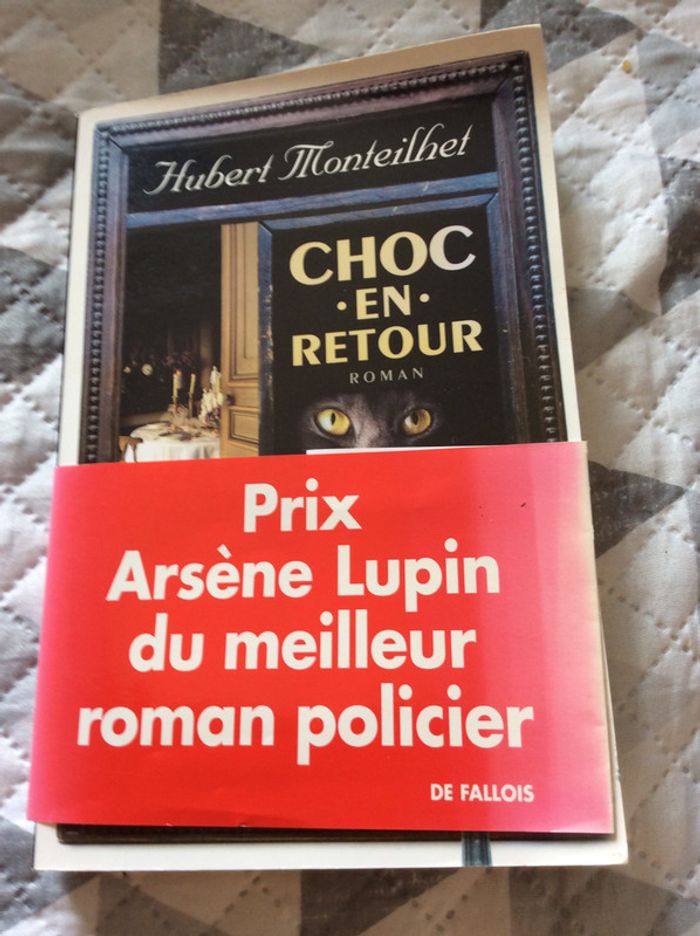 Hubert Monteilhet
CHOC
·EN·
RETOUR
ROMAN
Prix
Arsène Lupin
du meilleur
roman policier
DE FALLOIS